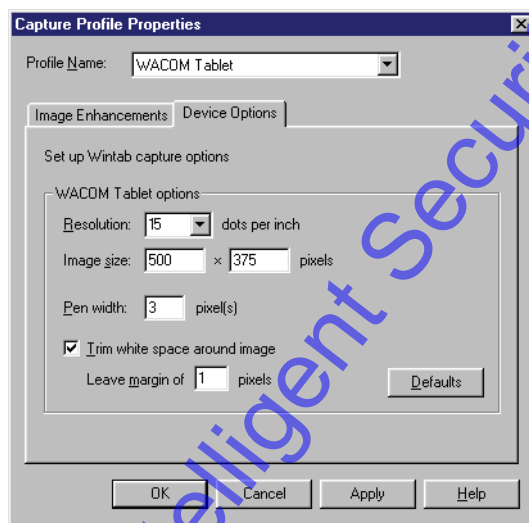 Capture Profile Properties
Profile Name: WACOM Tablet
Image Enhancements Device Options
Set up Wintab capture options
WACOM Tablet options
Resolution: 15 dots per inch
Image size: 500 × 375 pixels
Pen width: 3 pixel(s)
Trim white space around image
Leave margin of 1 pixels Defaults
OK Cancel Apply Help